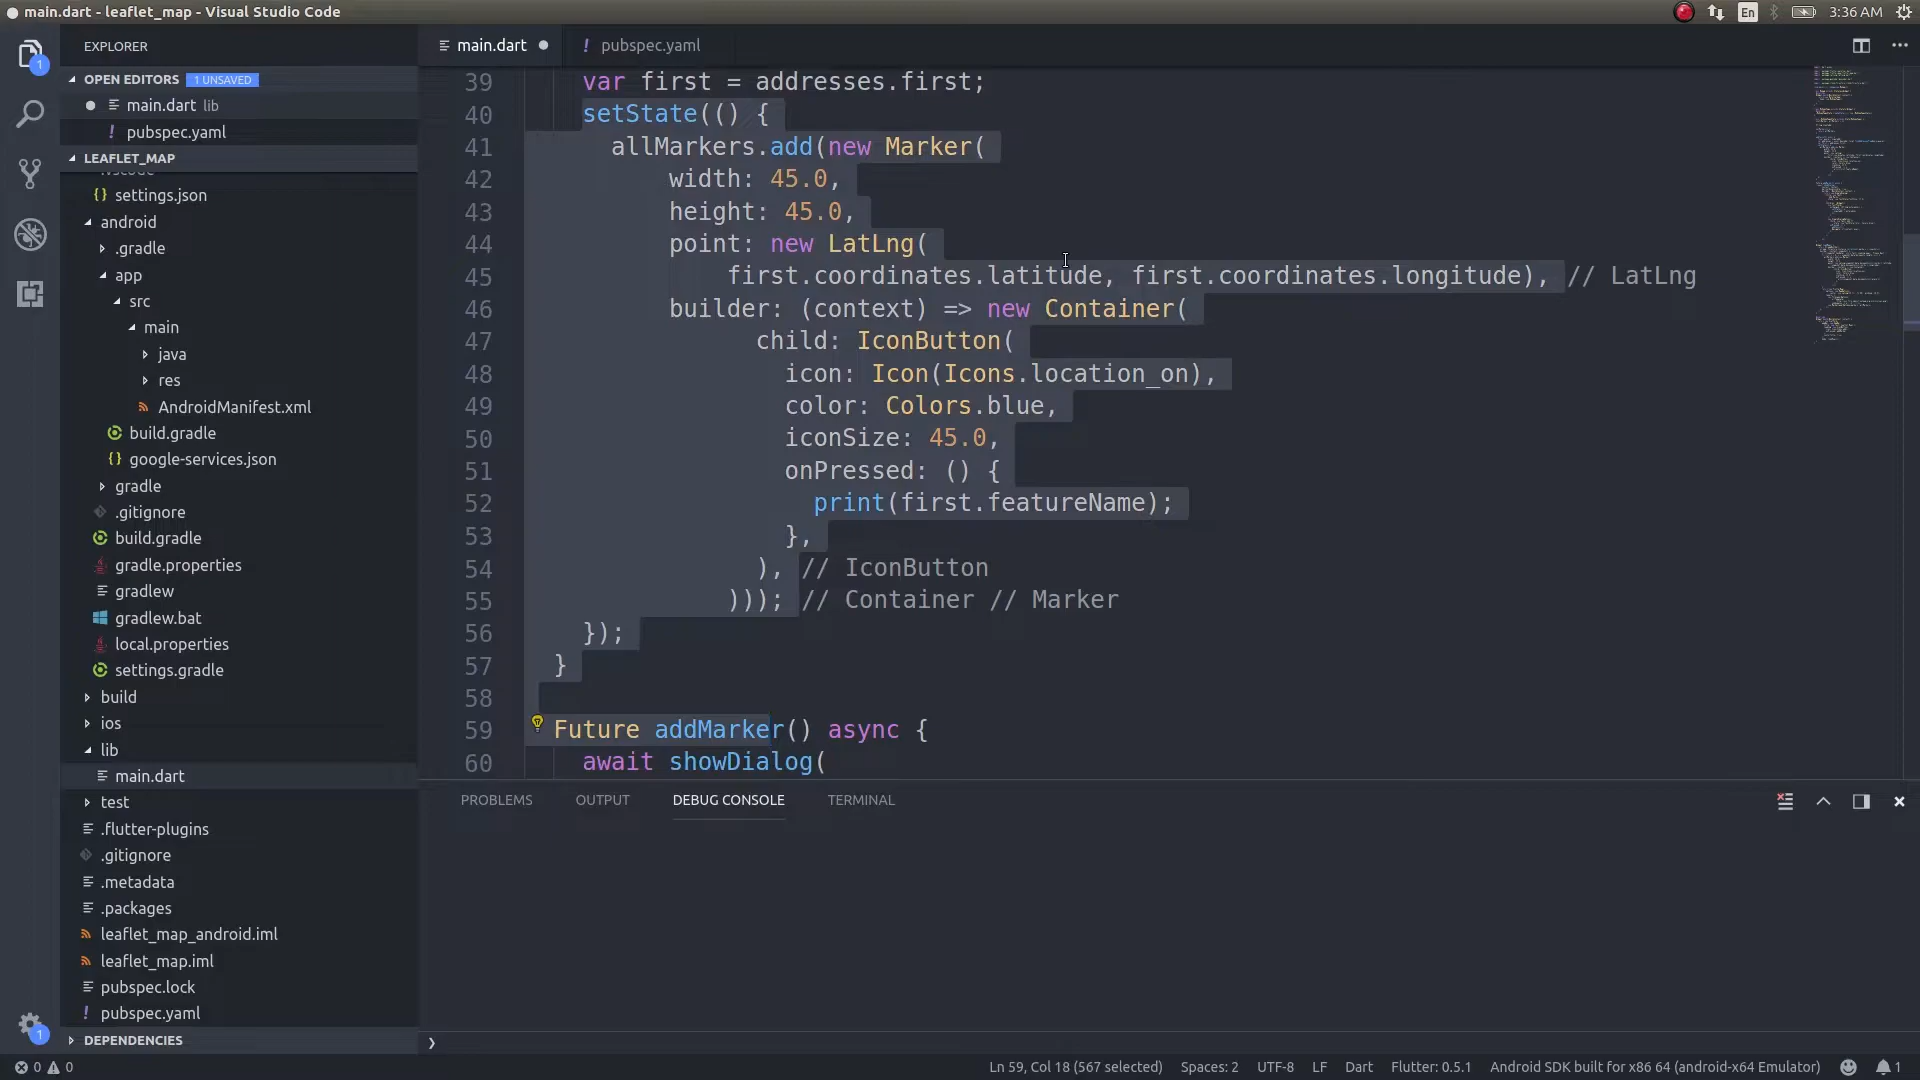 main.dart - leaflet_map - Visual Studio Code
En
3:36 AM
EXPLORER
OPEN EDITORS 1 UNSAVED
main.dart lib
! pubspec.yaml
LEAFLET_MAP
.vscode
{} settings.json
android
.gradle
app
src
main
java
res
AndroidManifest.xml
build.gradle
{} google-services.json
gradle
.gitignore
build.gradle
gradle.properties
gradlew
gradlew.bat
local.properties
settings.gradle
build
ios
lib
main.dart
test
.flutter-plugins
.gitignore
.metadata
.packages
leaflet_map_android.iml
leaflet_map.iml
pubspec.lock
! pubspec.yaml
DEPENDENCIES
1
1
main.dart
! pubspec.yaml
39 var first = addresses.first;
40 setState(() {
41 allMarkers.add(new Marker(
42 width: 45.0,
43 height: 45.0,
44 point: new LatLng(
45 first.coordinates.latitude, first.coordinates.longitude), // LatLng
46 builder: (context) => new Container(
47 child: IconButton(
48 icon: Icon(Icons.location_on),
49 color: Colors.blue,
50 iconSize: 45.0,
51 onPressed: () {
52 print(first.featureName);
53 },
54 ), // IconButton
55 ))); // Container // Marker
56 });
57 }
58
59 Future addMarker() async {
60 await showDialog(
PROBLEMS OUTPUT DEBUG CONSOLE TERMINAL
0 0 Ln 59, Col 18 (567 selected) Spaces: 2 UTF-8 LF Dart Flutter: 0.5.1 Android SDK built for x86 64 (android-x64 Emulator) 1